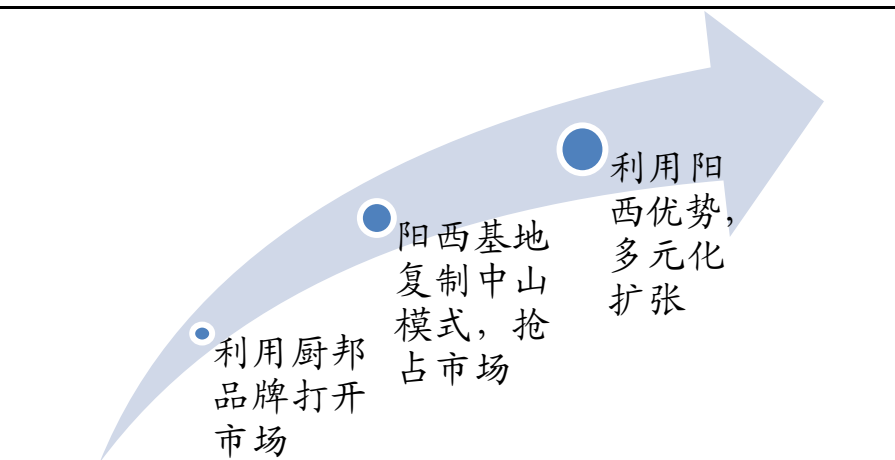 利用厨邦
品牌打开
市场
阳西基地
复制中山
模式，抢
占市场
利用阳
西优势，
多元化
扩张